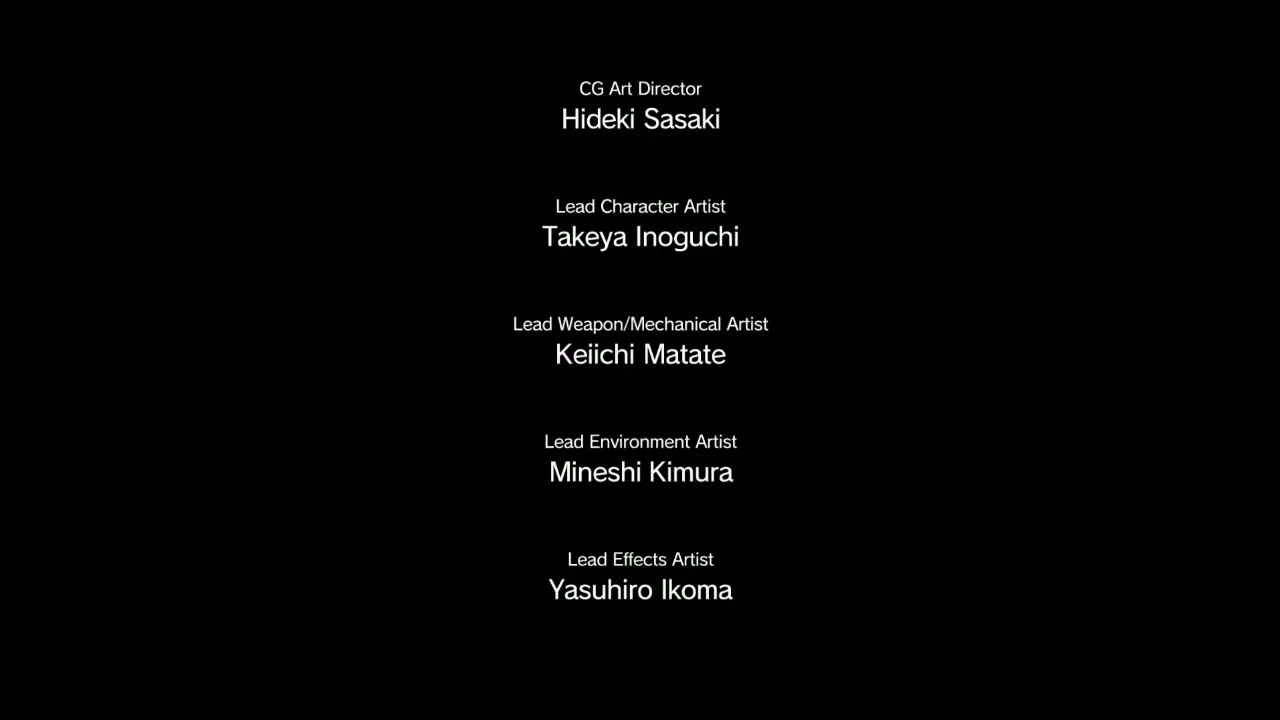 CG Art Director
Hideki Sasaki
Lead Character Artist
Takeya Inoguchi
Lead Weapon/Mechanical Artist
Keiichi Matate
Lead Environment Artist
Mineshi Kimura
Lead Effects Artist
Yasuhiro Ikoma